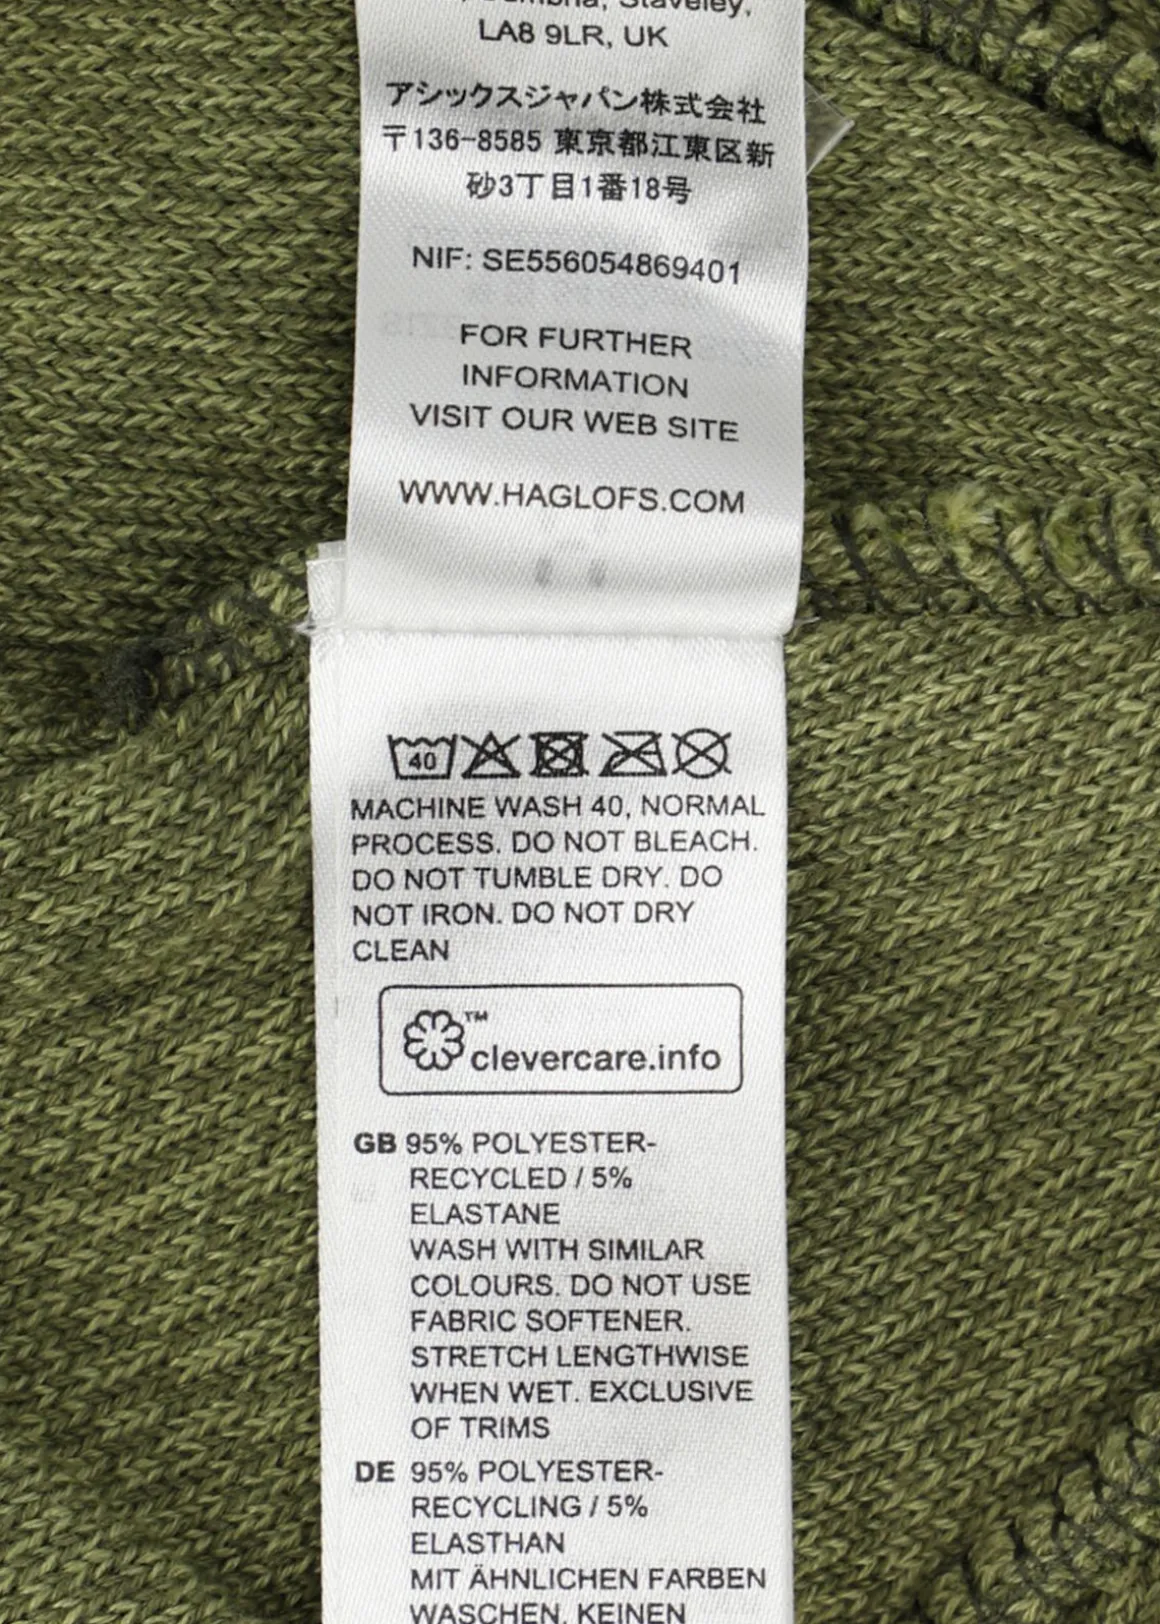 Staveley,
LA8 9LR, UK
アシックスジャパン株式会社
〒136-8585 東京都江東区新
砂3丁目1番18号
NIF: SE556054869401
FOR FURTHER
INFORMATION
VISIT OUR WEB SITE
WWW.HAGLOFS.COM
40
MACHINE WASH 40, NORMAL
PROCESS. DO NOT BLEACH.
DO NOT TUMBLE DRY. DO
NOT IRON. DO NOT DRY
CLEAN
™
clevercare.info
GB 95% POLYESTER-
RECYCLED / 5%
ELASTANE
WASH WITH SIMILAR
COLOURS. DO NOT USE
FABRIC SOFTENER.
STRETCH LENGTHWISE
WHEN WET. EXCLUSIVE
OF TRIMS
DE 95% POLYESTER-
RECYCLING / 5%
ELASTHAN
MIT ÄHNLICHEN FARBEN
WASCHEN. KEINEN